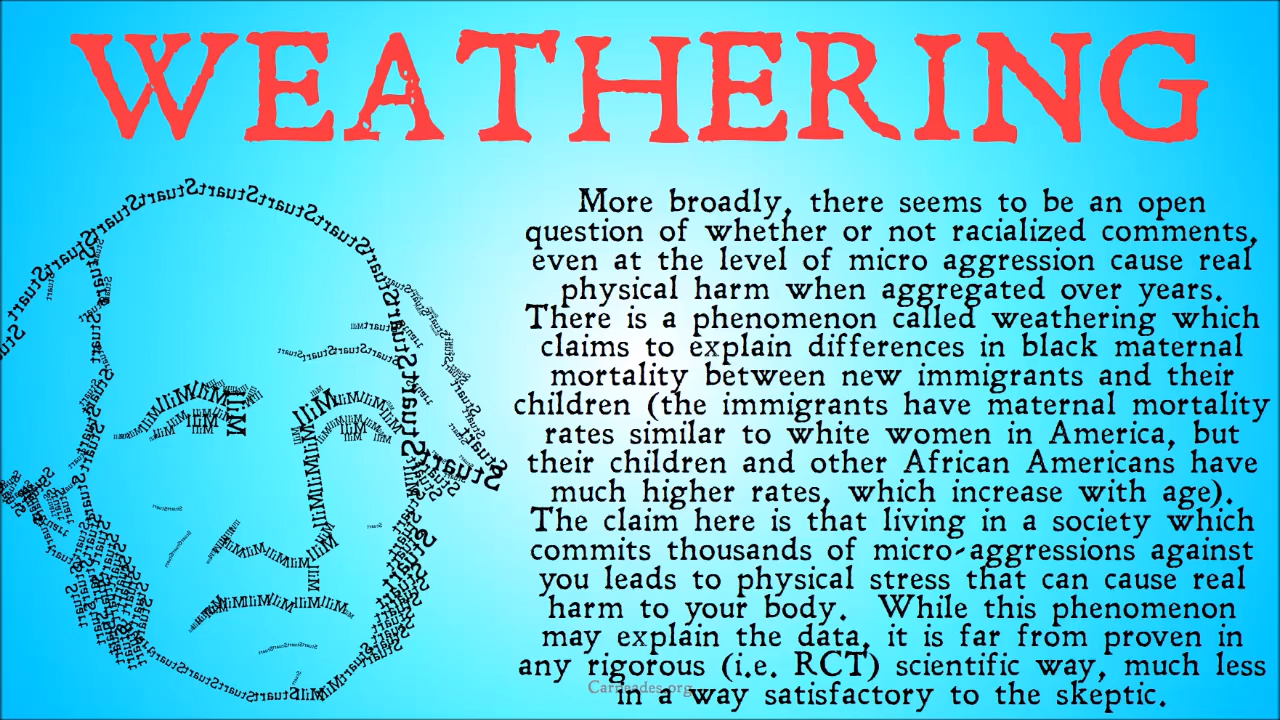 WEATHERING
More broadly, there seems to be an open
question of whether or not racialized comments,
even at the level of micro aggression cause real
physical harm when aggregated over years.
There is a phenomenon called weathering which
claims to explain differences in black maternal
mortality between new immigrants and their
children (the immigrants have maternal mortality
rates similar to white women in America, but
their children and other African Americans have
much higher rates, which increase with age).
The claim here is that living in a society which
commits thousands of micro-aggressions against
you leads to physical stress that can cause real
harm to your body. While this phenomenon
may explain the data, it is far from proven in
any rigorous (i.e. RCT) scientific way, much less
in a way satisfactory to the skeptic.
Carneades.org
Stuart
Mill